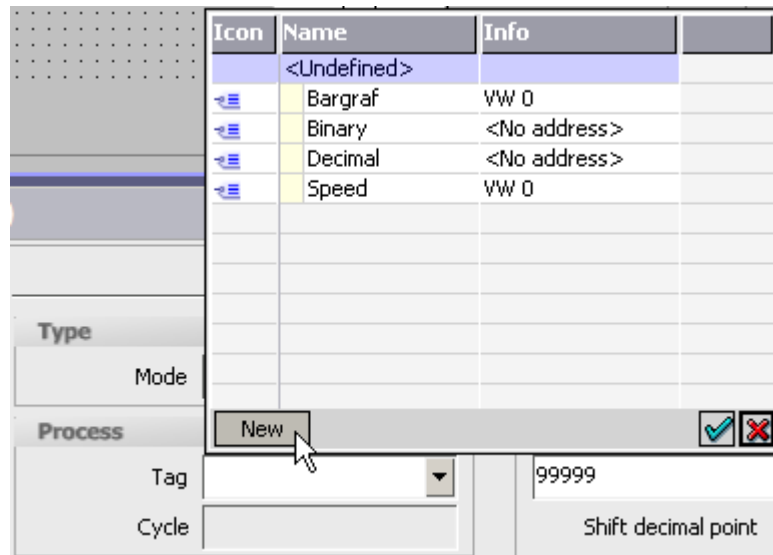 Icon Name Info
<Undefined>
Bargraf VW 0
Binary <No address>
Decimal <No address>
Speed VW 0
Type
Mode
Process
New
Tag 99999
Cycle Shift decimal point